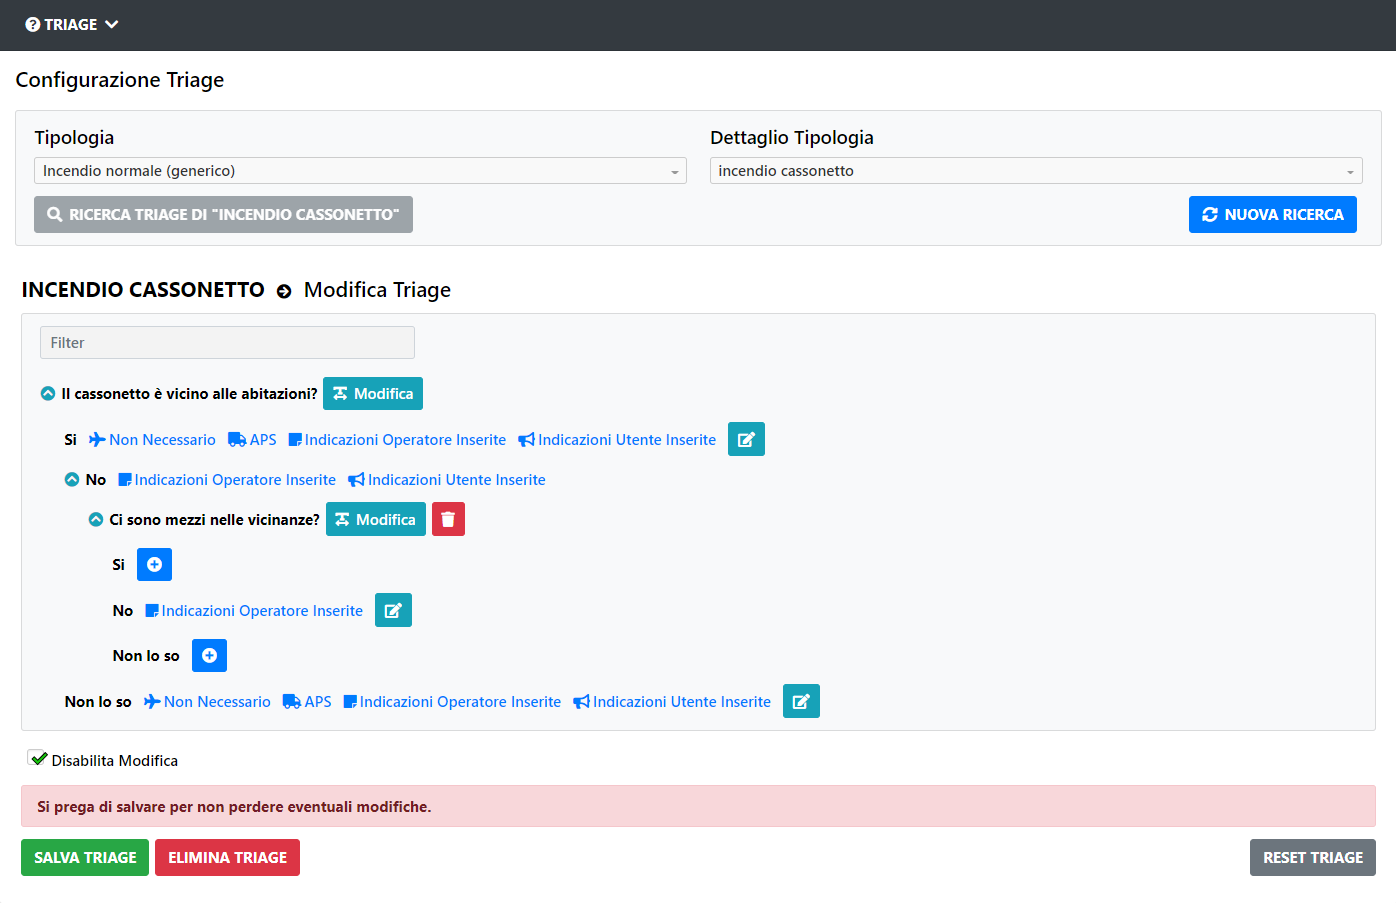 TRIAGE
Configurazione Triage
Tipologia
Dettaglio Tipologia
Incendio normale (generico)
incendio cassonetto
RICERCA TRIAGE DI "INCENDIO CASSONETTO"
NUOVA RICERCA
INCENDIO CASSONETTO Modifica Triage
Filter
Il cassonetto è vicino alle abitazioni? Modifica
Si Non Necessario APS Indicazioni Operatore Inserite Indicazioni Utente Inserite
No Indicazioni Operatore Inserite Indicazioni Utente Inserite
Ci sono mezzi nelle vicinanze? Modifica
Si
No Indicazioni Operatore Inserite
Non lo so
Non lo so Non Necessario APS Indicazioni Operatore Inserite Indicazioni Utente Inserite
Disabilita Modifica
Si prega di salvare per non perdere eventuali modifiche.
SALVA TRIAGE ELIMINA TRIAGE RESET TRIAGE